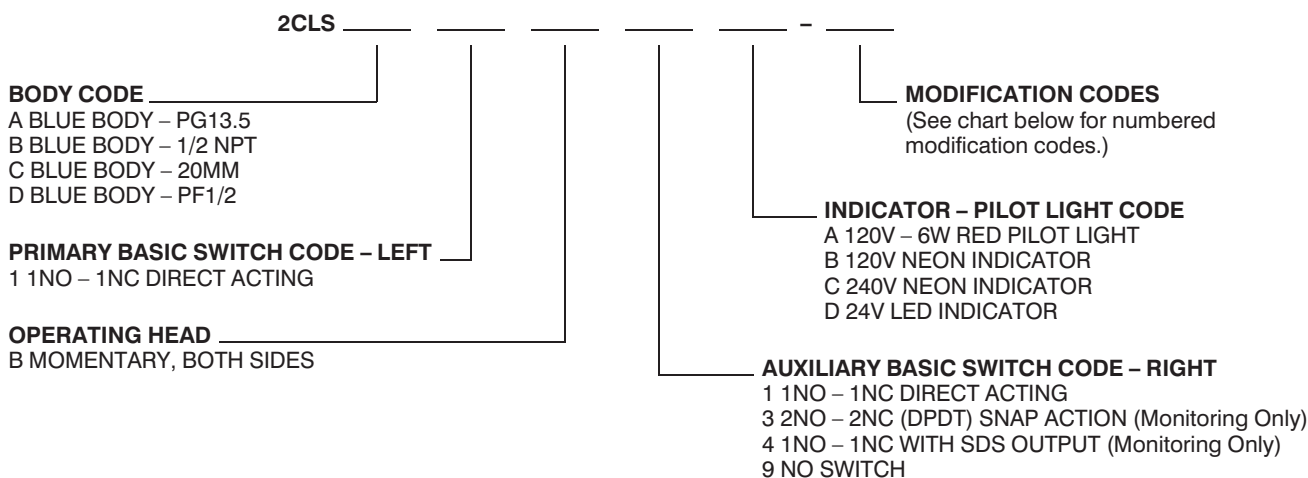 2CLS –
BODY CODE
A BLUE BODY – PG13.5
B BLUE BODY – 1/2 NPT
C BLUE BODY – 20MM
D BLUE BODY – PF1/2
PRIMARY BASIC SWITCH CODE – LEFT
1 1NO – 1NC DIRECT ACTING
OPERATING HEAD
B MOMENTARY, BOTH SIDES
MODIFICATION CODES
(See chart below for numbered
modification codes.)
INDICATOR – PILOT LIGHT CODE
A 120V – 6W RED PILOT LIGHT
B 120V NEON INDICATOR
C 240V NEON INDICATOR
D 24V LED INDICATOR
AUXILIARY BASIC SWITCH CODE – RIGHT
1 1NO – 1NC DIRECT ACTING
3 2NO – 2NC (DPDT) SNAP ACTION (Monitoring Only)
4 1NO – 1NC WITH SDS OUTPUT (Monitoring Only)
9 NO SWITCH